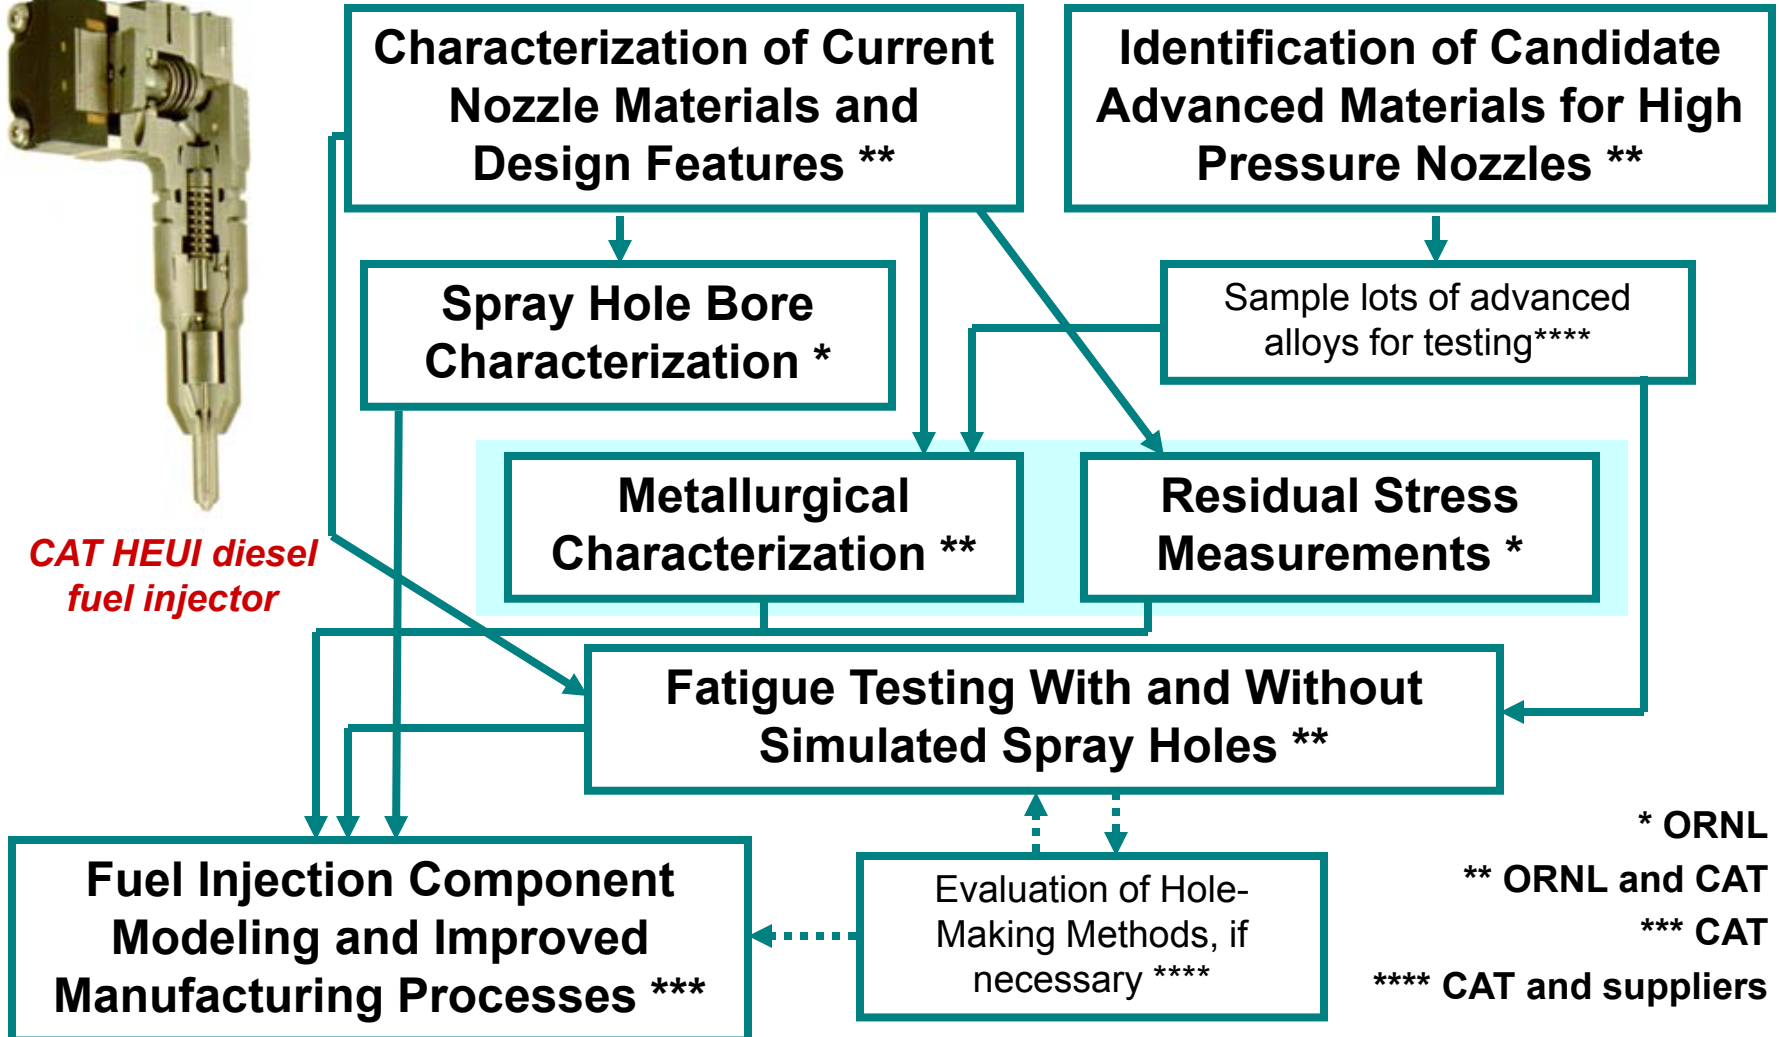 Characterization of Current
Nozzle Materials and
Design Features **
Identification of Candidate
Advanced Materials for High
Pressure Nozzles **
Spray Hole Bore
Characterization *
Sample lots of advanced
alloys for testing****
Metallurgical
Characterization **
Residual Stress
Measurements *
CAT HEUI diesel
fuel injector
Fatigue Testing With and Without
Simulated Spray Holes **
Fuel Injection Component
Modeling and Improved
Manufacturing Processes ***
Evaluation of Hole-
Making Methods, if
necessary ****
* ORNL
** ORNL and CAT
*** CAT
**** CAT and suppliers